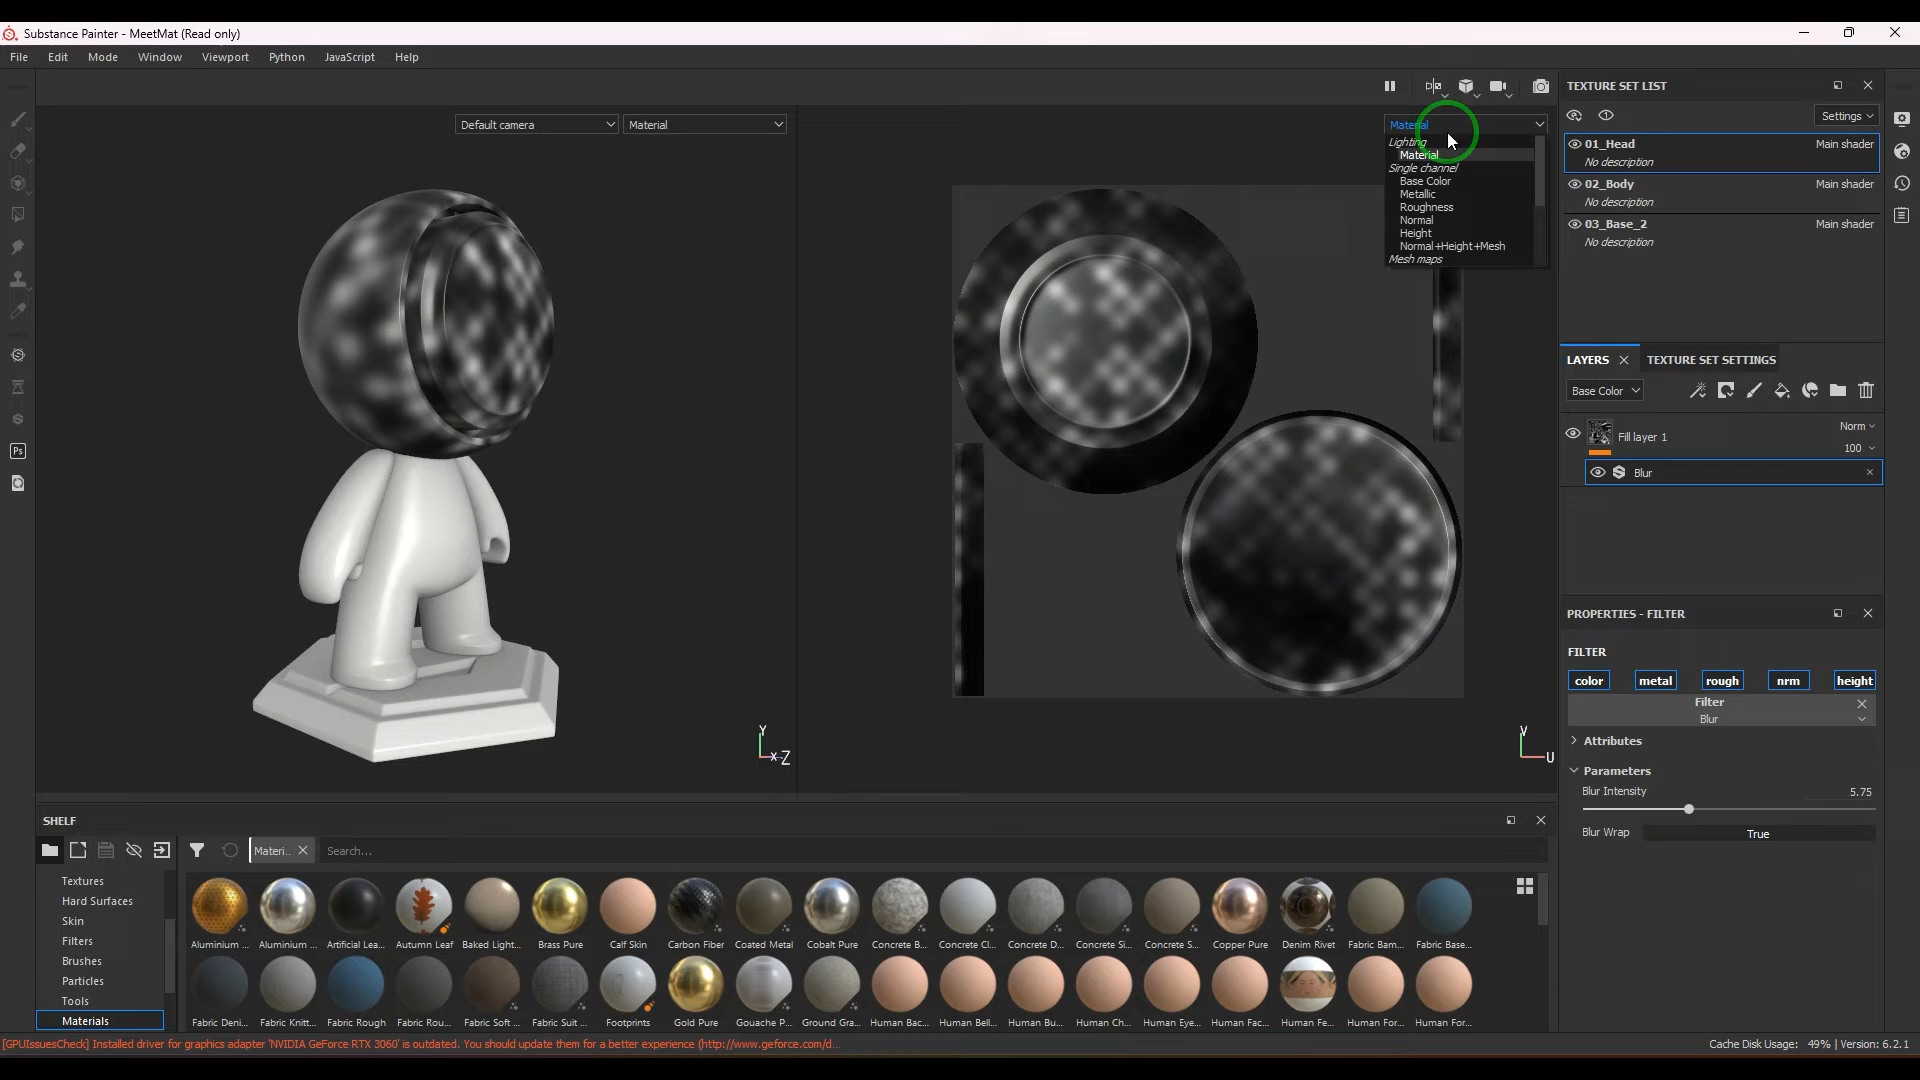 Substance Painter - MeetMat (Read only)
File Edit Mode Window Viewport Python JavaScript Help
Default camera
Material
Material
Lighting
Material
Single channel
Base Color
Metallic
Roughness
Normal
Height
Normal+Height+Mesh
Mesh maps
Y
X Z
V
U
TEXTURE SET LIST
Settings
01_Head Main shader
No description
02_Body Main shader
No description
03_Base_2 Main shader
No description
LAYERS TEXTURE SET SETTINGS
Base Color
Norm
Fill layer 1
100
Blur
PROPERTIES - FILTER
FILTER
color metal rough nrm height
Filter
Blur
Attributes
Parameters
Blur Intensity 5.75
Blur Wrap True
Ps
SHELF
Materi.. Search...
Textures
Hard Surfaces
Skin
Filters
Brushes
Particles
Tools
Materials
Aluminium ... Aluminium ... Artificial Lea... Autumn Leaf Baked Light... Brass Pure Calf Skin Carbon Fiber Coated Metal Cobalt Pure Concrete B... Concrete Cl... Concrete D... Concrete Si... Concrete S... Copper Pure Denim Rivet Fabric Bam... Fabric Base...
Fabric Deni... Fabric Knitt... Fabric Rough Fabric Rou... Fabric Soft ... Fabric Suit ... Footprints Gold Pure Gouache P... Ground Gra... Human Bac... Human Bell... Human Bu... Human Ch... Human Eye... Human Fac... Human Fe... Human For... Human For...
[GPUIssuesCheck] Installed driver for graphics adapter 'NVIDIA GeForce RTX 3060' is outdated. You should update them for a better experience (http://www.geforce.com/d...
Cache Disk Usage: 49% | Version: 6.2.1